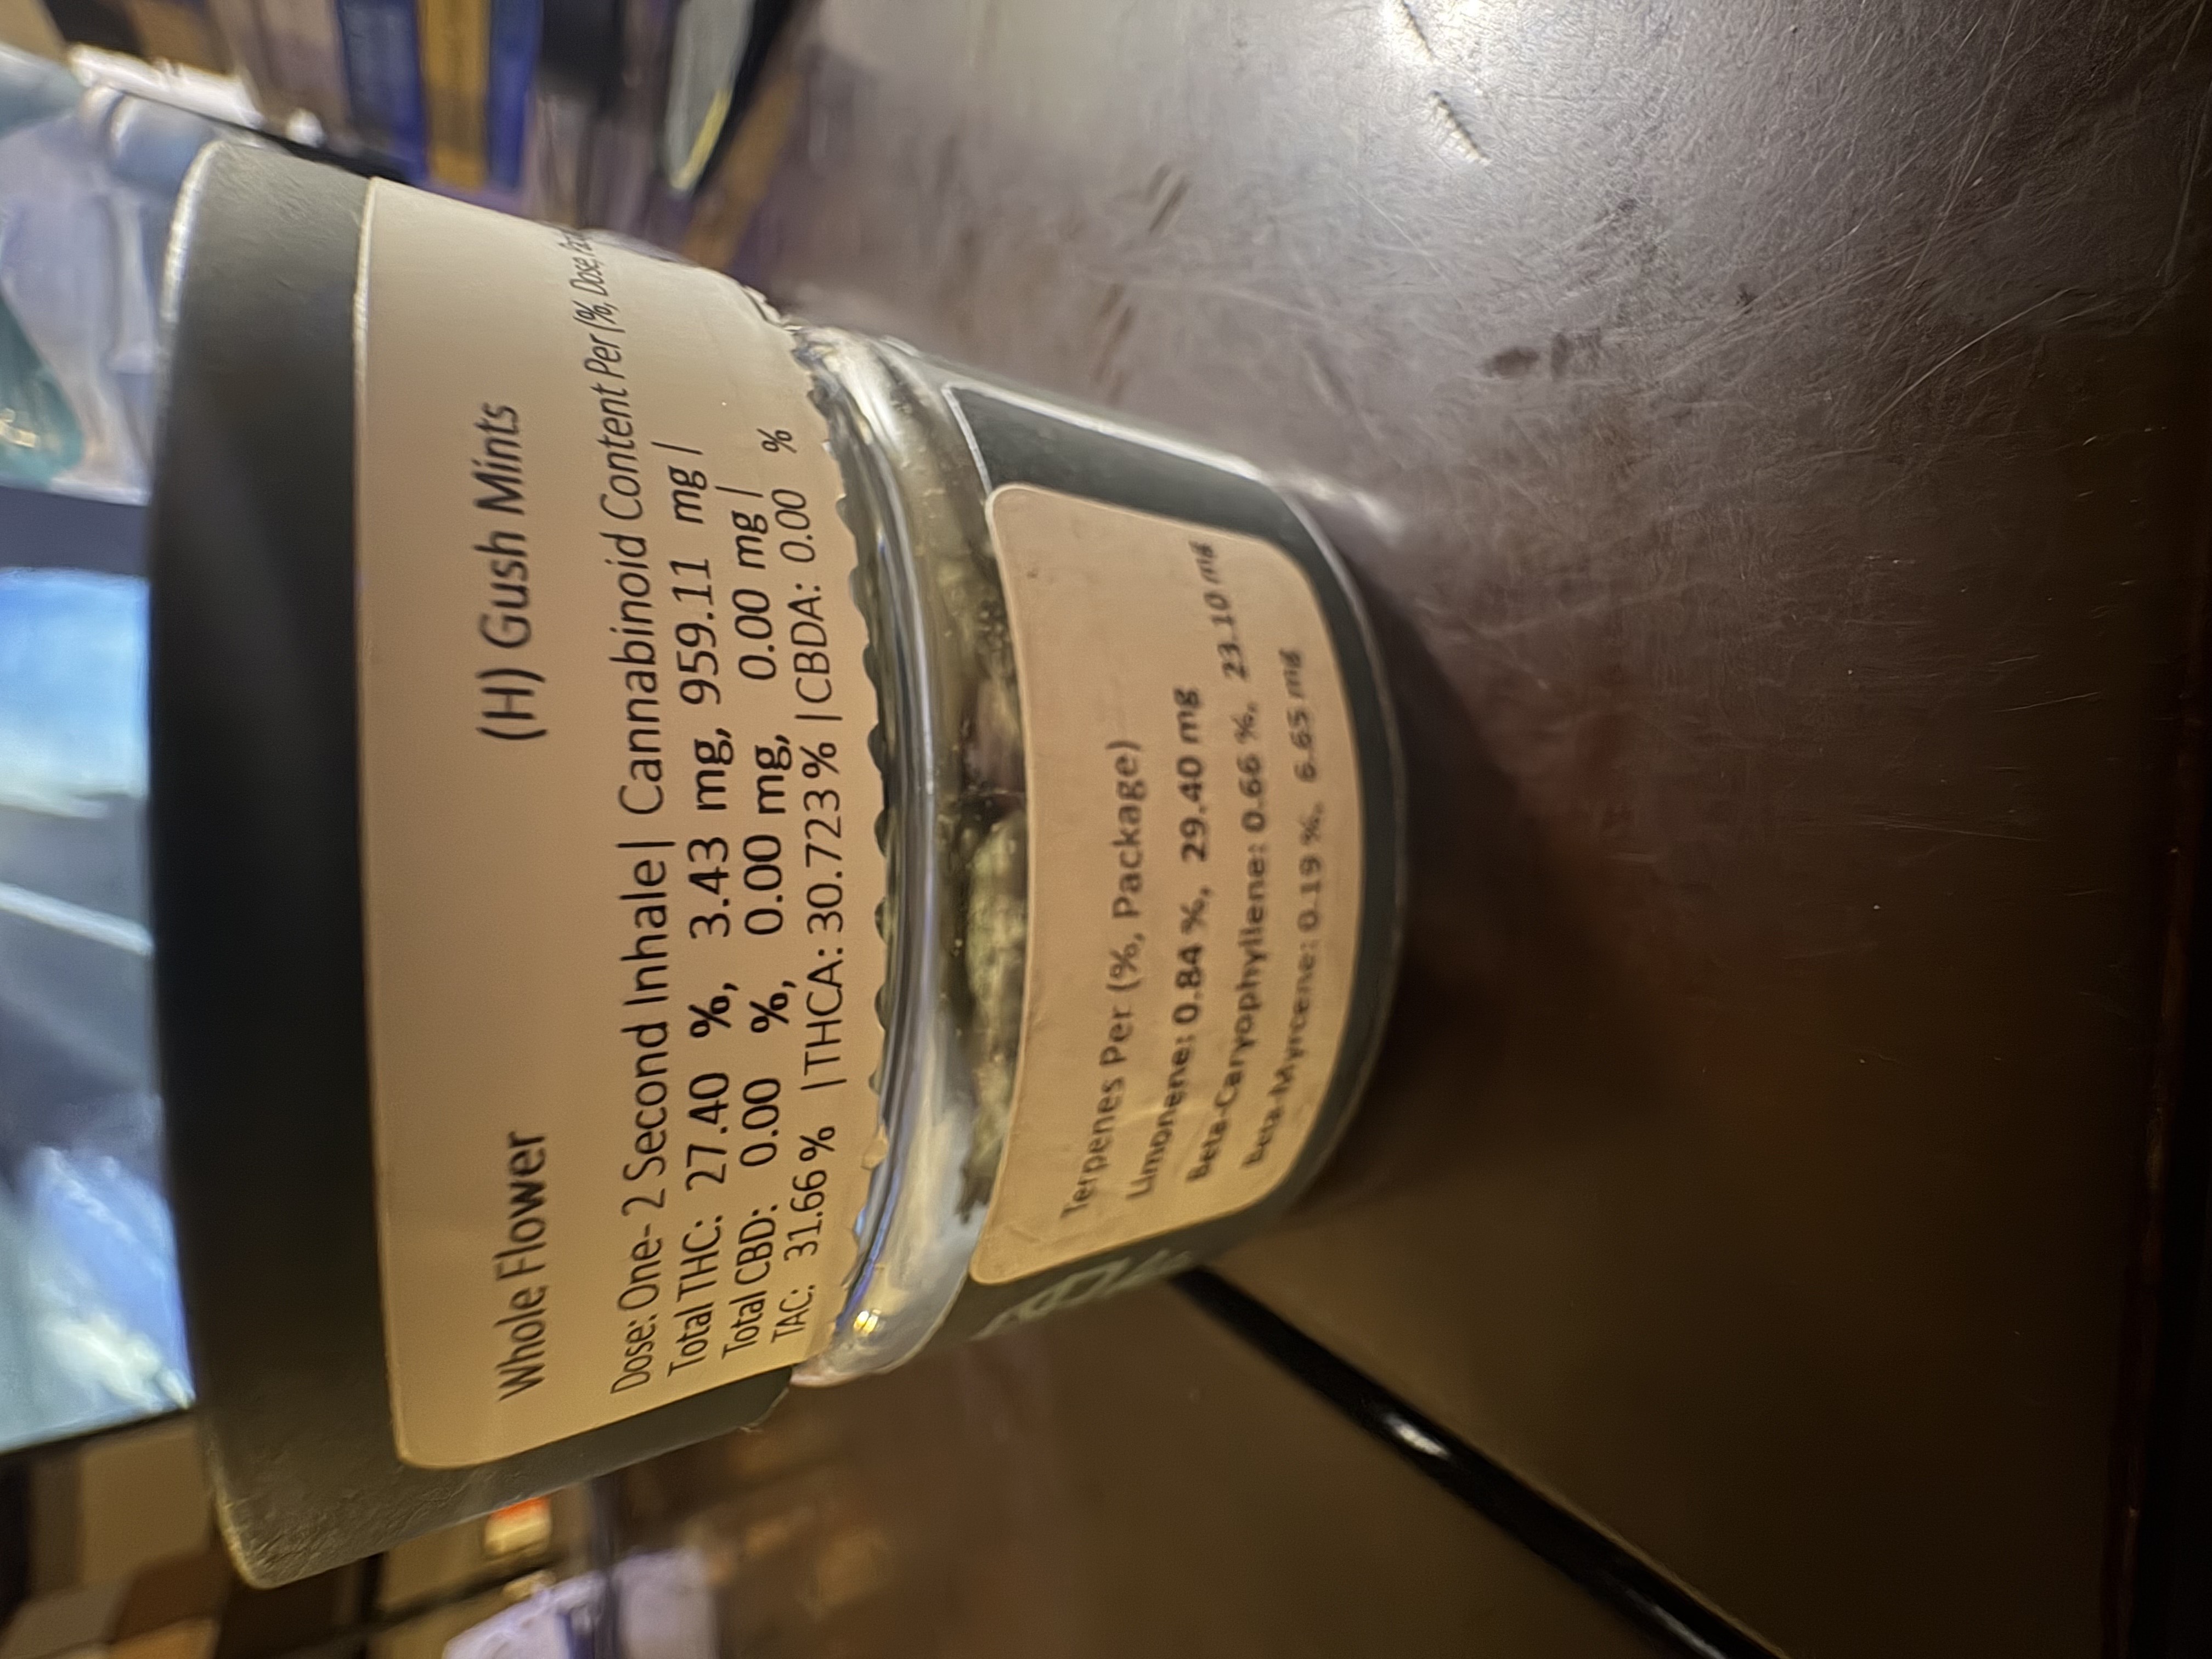 Whole Flower (H) Gush Mints
Dose: One- 2 Second Inhale| Cannabinoid Content Per (%, Dose,
Total THC: 27.40 %, 3.43 mg, 959.11 mg |
Total CBD: 0.00 %, 0.00 mg, 0.00 mg |
TAC: 31.66 % |THCA: 30.723 % |CBDA: 0.00 %
Terpenes Per (%, Package)
Limonene: 0.84 %, 29.40 mg
Beta-Caryophyllene: 0.66 %, 23.10 mg
Beta-Myrcene: 0.19 %, 6.65 mg